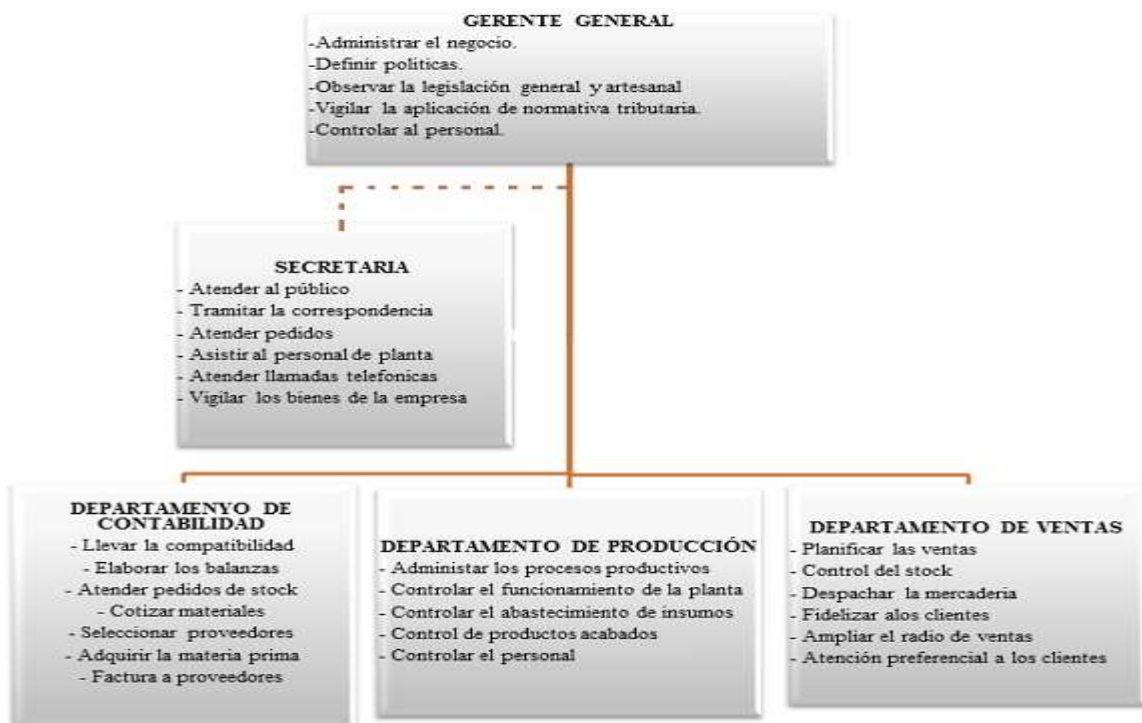 GERENTE GENERAL
-Administrar el negocio.
-Definir politicas.
-Observar la legislación general y artesanal
-Vigilar la aplicación de normativa tributaria.
-Controlar al personal.
SECRETARIA
- Atender al público
- Tramitar la correspondencia
- Atender pedidos
- Asistir al personal de planta
- Atender llamadas telefonicas
- Vigilar los bienes de la empresa
DEPARTAMENYO DE
CONTABILIDAD
- Llevar la compatibilidad
- Elaborar los balanzas
- Atender pedidos de stock
- Cotizar materiales
- Seleccionar proveedores
- Adquirir la materia prima
- Factura a proveedores
DEPARTAMENTO DE PRODUCCIÓN
- Administar los procesos productivos
- Controlar el funcionamiento de la planta
- Controlar el abastecimiento de insumos
- Control de productos acabados
- Controlar el personal
DEPARTAMENTO DE VENTAS
- Planificar las ventas
- Control del stock
- Despachar la mercaderia
- Fidelizar alos clientes
- Ampliar el radio de ventas
- Atención preferencial a los clientes